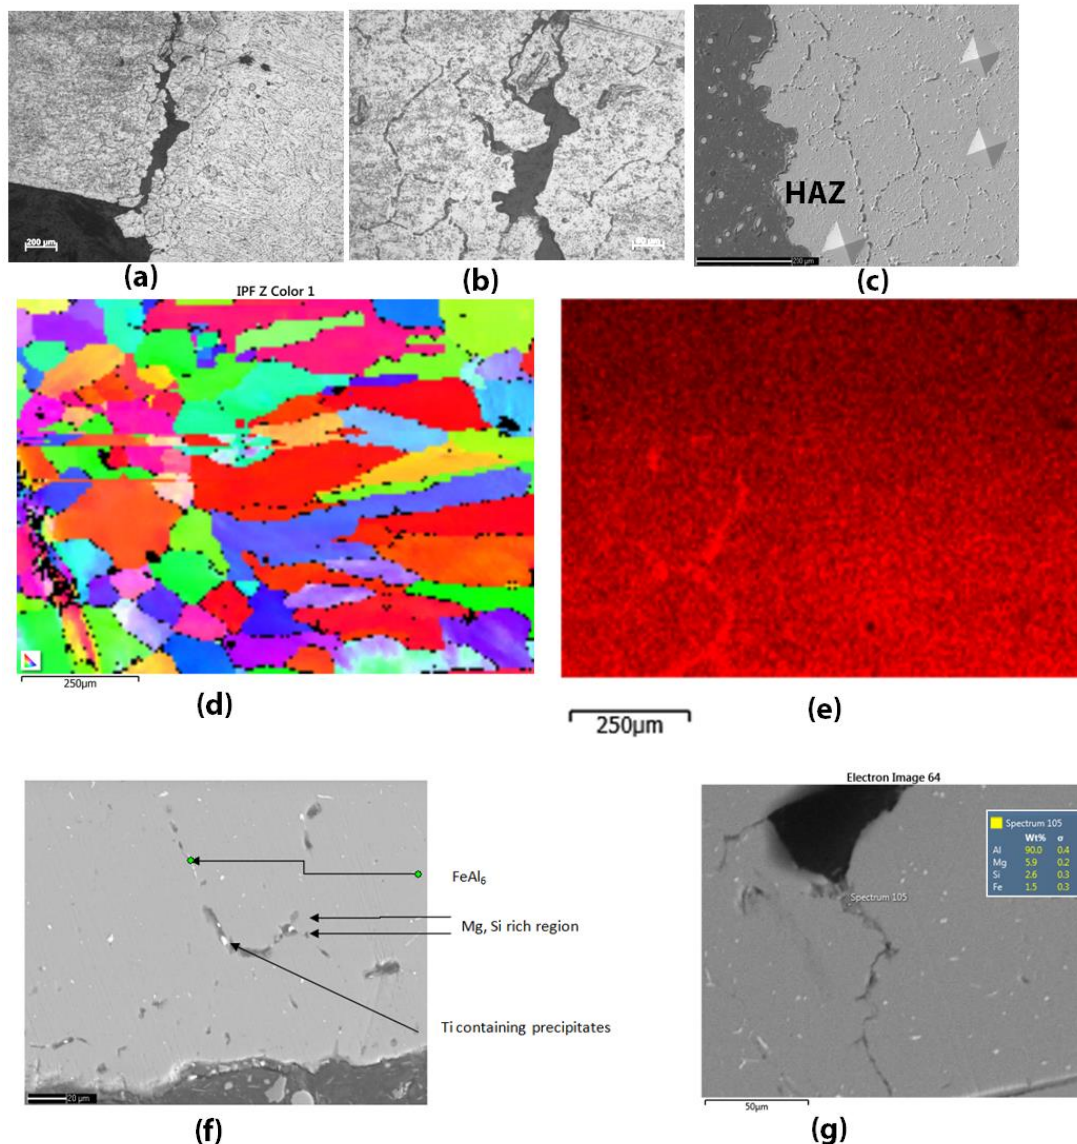 200 µm
(a)
(b)
HAZ
(c)
IPF Z Color 1
250µm
(d)
250µm
(e)
FeAl6
Mg, Si rich region
Ti containing precipitates
20 µm
(f)
Electron Image 64
Spectrum 105
Wt% σ
Al 90.0 0.4
Mg 5.9 0.2
Si 2.6 0.3
Fe 1.5 0.3
Spectrum 105
50µm
(g)